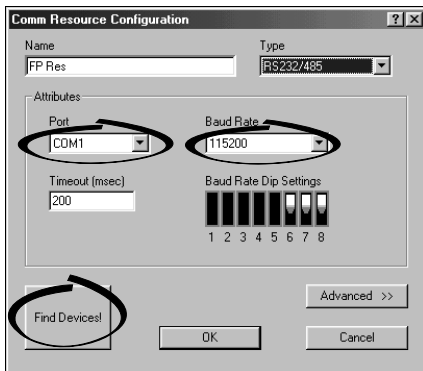 Comm Resource Configuration
Name
Type
FP Res
RS232/485
Attributes
Port
Baud Rate
COM1
115200
Timeout (msec)
Baud Rate Dip Settings
200
1 2 3 4 5 6 7 8
Find Devices!
Advanced >>
OK
Cancel